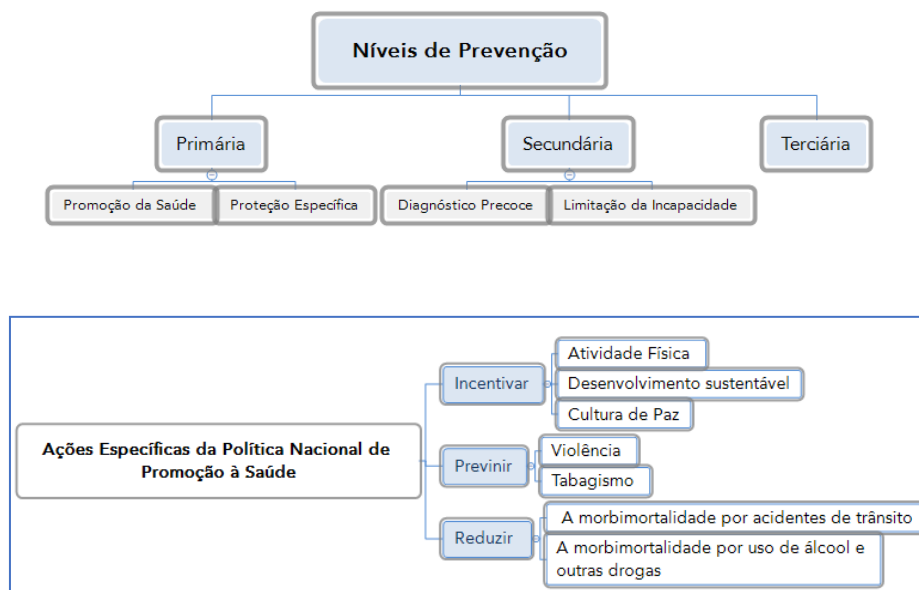 Níveis de Prevenção
Primária
Secundária
Terciária
Promoção da Saúde
Proteção Específica
Diagnóstico Precoce
Limitação da Incapacidade
Ações Específicas da Política Nacional de
Promoção à Saúde
Incentivar
Atividade Física
Desenvolvimento sustentável
Cultura de Paz
Previnir
Violência
Tabagismo
Reduzir
A morbimortalidade por acidentes de trânsito
A morbimortalidade por uso de álcool e
outras drogas